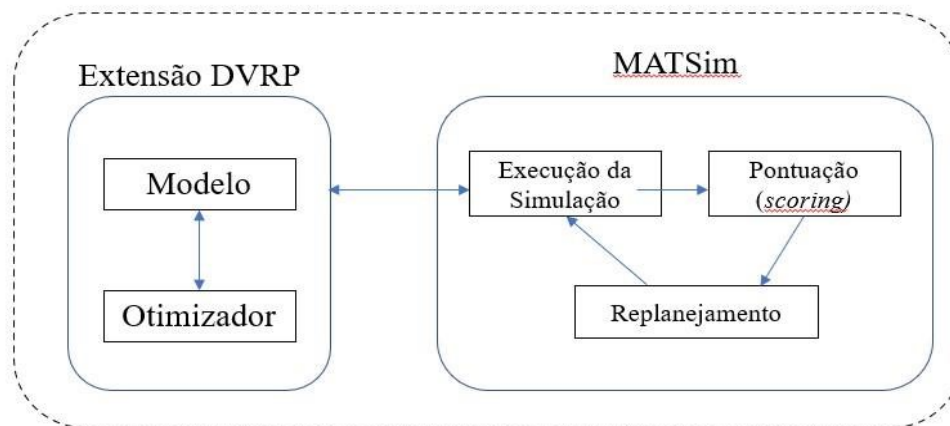 Extensão DVRP
Modelo
Otimizador
MATSim
Execução da
Simulação
Pontuação
(scoring)
Replanejamento